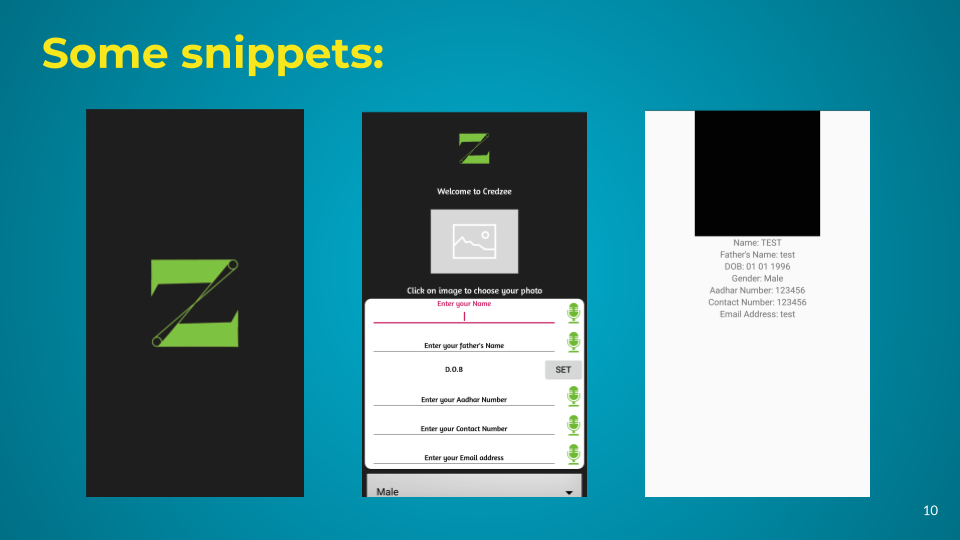 Some snippets:
Welcome to Credzee
Click on image to choose your photo
Enter your Name
Enter your father's Name
D.O.B
SET
Enter your Aadhar Number
Enter your Contact Number
Enter your Email address
Male
Name: TEST
Father's Name: test
DOB: 01 01 1996
Gender: Male
Aadhar Number: 123456
Contact Number: 123456
Email Address: test
10